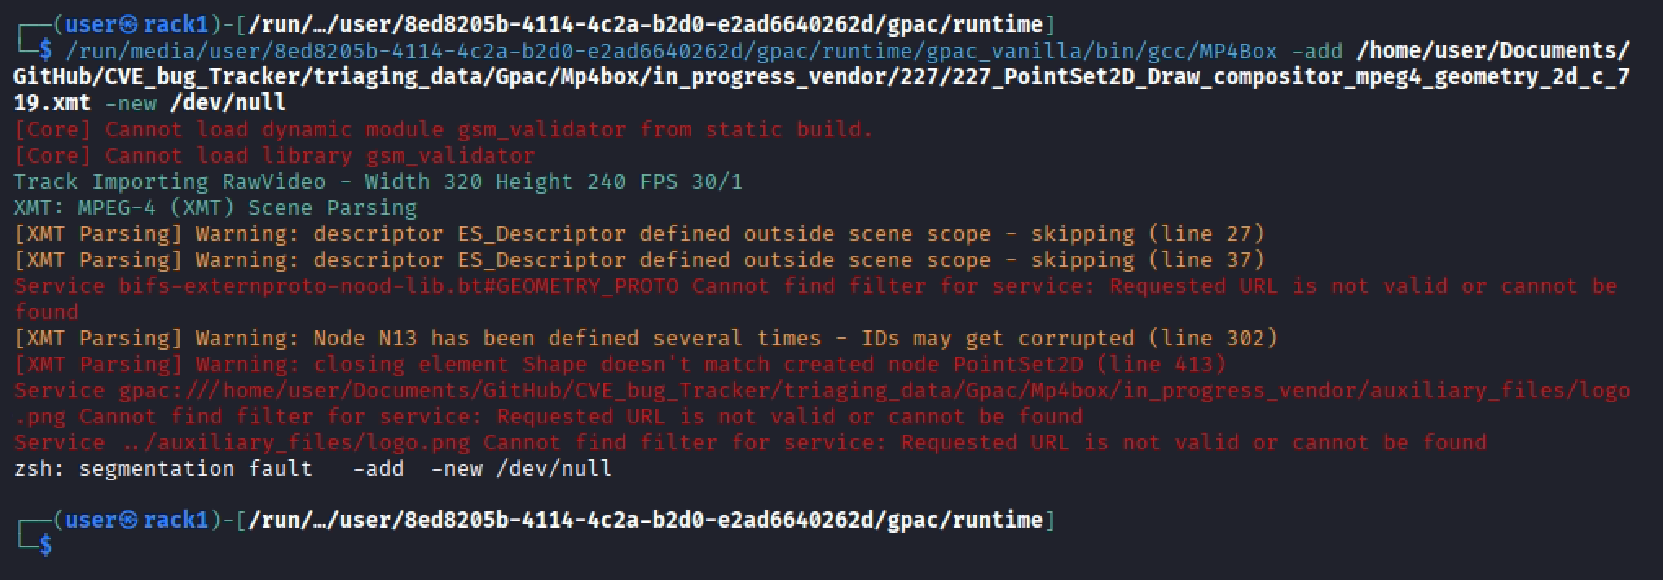 ┌──(user㉿rack1)-[/run/…/user/8ed8205b-4114-4c2a-b2d0-e2ad6640262d/gpac/runtime]
└─$ /run/media/user/8ed8205b-4114-4c2a-b2d0-e2ad6640262d/gpac/runtime/gpac_vanilla/bin/gcc/MP4Box -add /home/user/Documents/
GitHub/CVE_bug_Tracker/triaging_data/Gpac/Mp4box/in_progress_vendor/227/227_PointSet2D_Draw_compositor_mpeg4_geometry_2d_c_7
19.xmt -new /dev/null
[Core] Cannot load dynamic module gsm_validator from static build.
[Core] Cannot load library gsm_validator
Track Importing RawVideo - Width 320 Height 240 FPS 30/1
XMT: MPEG-4 (XMT) Scene Parsing
[XMT Parsing] Warning: descriptor ES_Descriptor defined outside scene scope - skipping (line 27)
[XMT Parsing] Warning: descriptor ES_Descriptor defined outside scene scope - skipping (line 37)
Service bifs-externproto-nood-lib.bt#GEOMETRY_PROTO Cannot find filter for service: Requested URL is not valid or cannot be
found
[XMT Parsing] Warning: Node N13 has been defined several times - IDs may get corrupted (line 302)
[XMT Parsing] Warning: closing element Shape doesn't match created node PointSet2D (line 413)
Service gpac:///home/user/Documents/GitHub/CVE_bug_Tracker/triaging_data/Gpac/Mp4box/in_progress_vendor/auxiliary_files/logo
.png Cannot find filter for service: Requested URL is not valid or cannot be found
Service ../auxiliary_files/logo.png Cannot find filter for service: Requested URL is not valid or cannot be found
zsh: segmentation fault   -add  -new /dev/null
┌──(user㉿rack1)-[/run/…/user/8ed8205b-4114-4c2a-b2d0-e2ad6640262d/gpac/runtime]
└─$